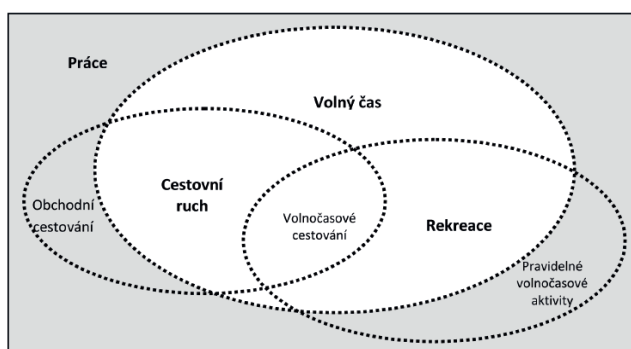 Práce
Volný čas
Cestovní
ruch
Obchodní
cestování
Volnočasové
cestování
Rekreace
Pravidelné
volnočasové
aktivity